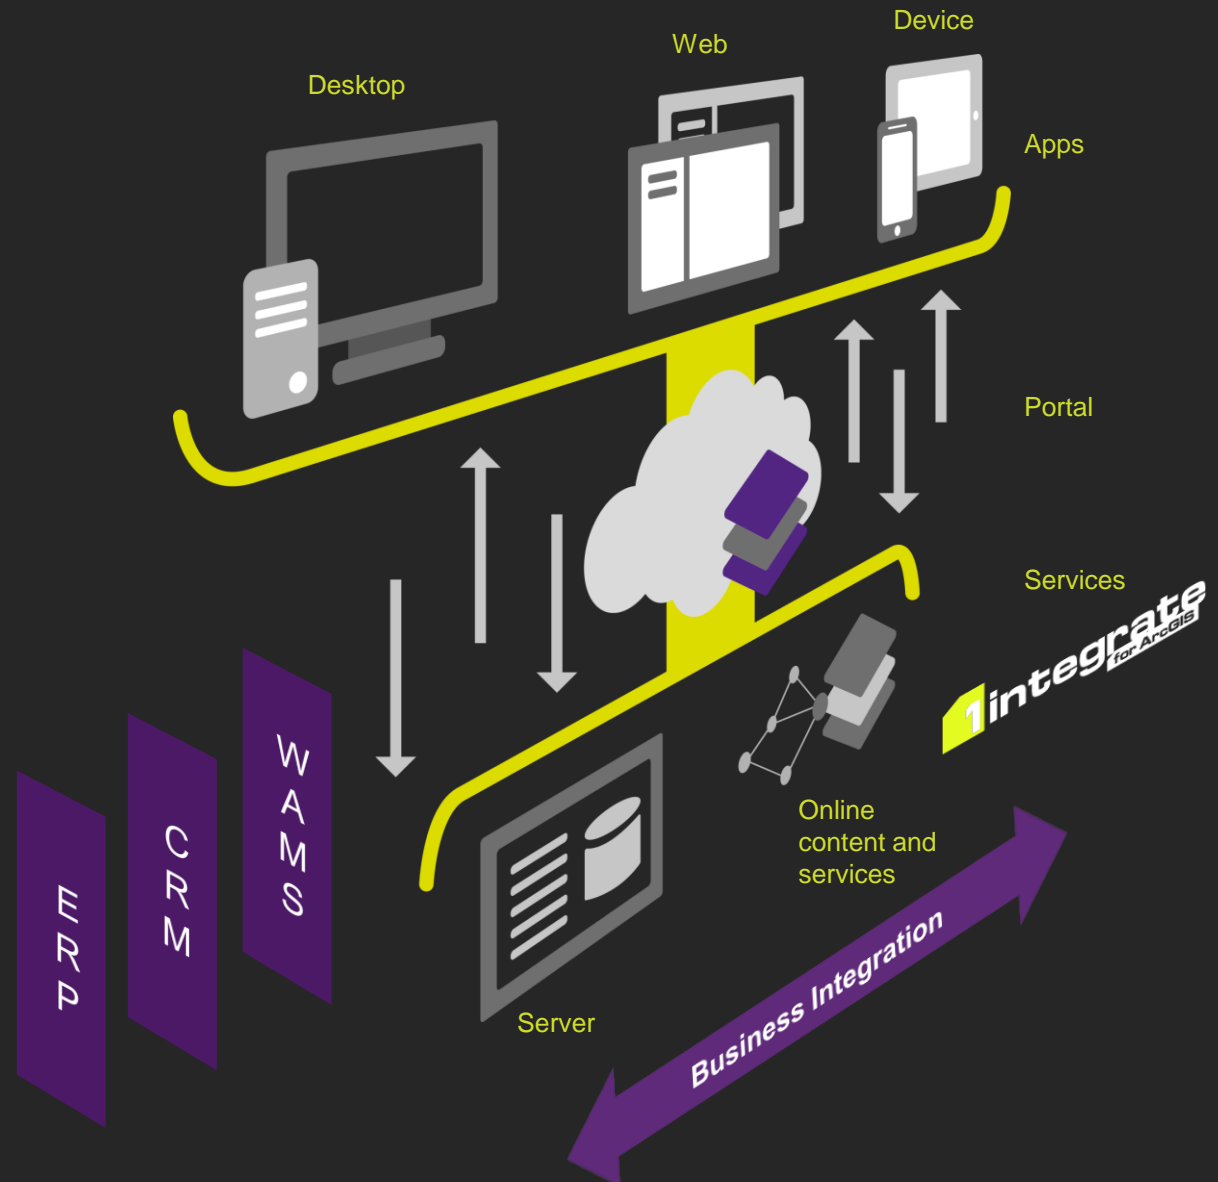 Device
Web
Desktop
Apps
Portal
Services
1integrate
for ArcGIS
WAMS
CRM
ERP
Online
content and
services
Business Integration
Server